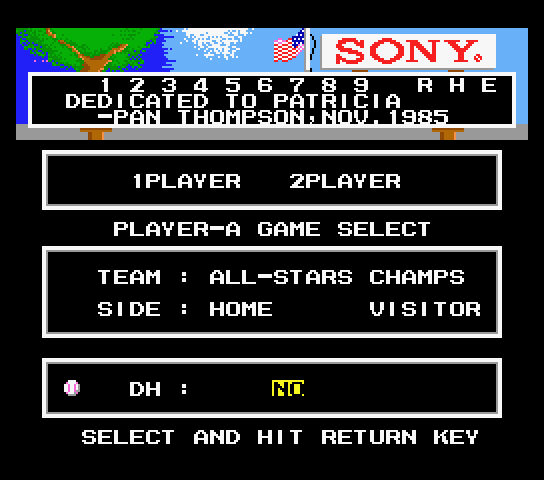 SONY.
1 2 3 4 5 6 7 8 9 R H E
DEDICATED TO PATRICIA
-PAN THOMPSON,NOV.1985
1PLAYER 2PLAYER
PLAYER-A GAME SELECT
TEAM : ALL-STARS CHAMPS
SIDE : HOME VISITOR
DH : NO
SELECT AND HIT RETURN KEY